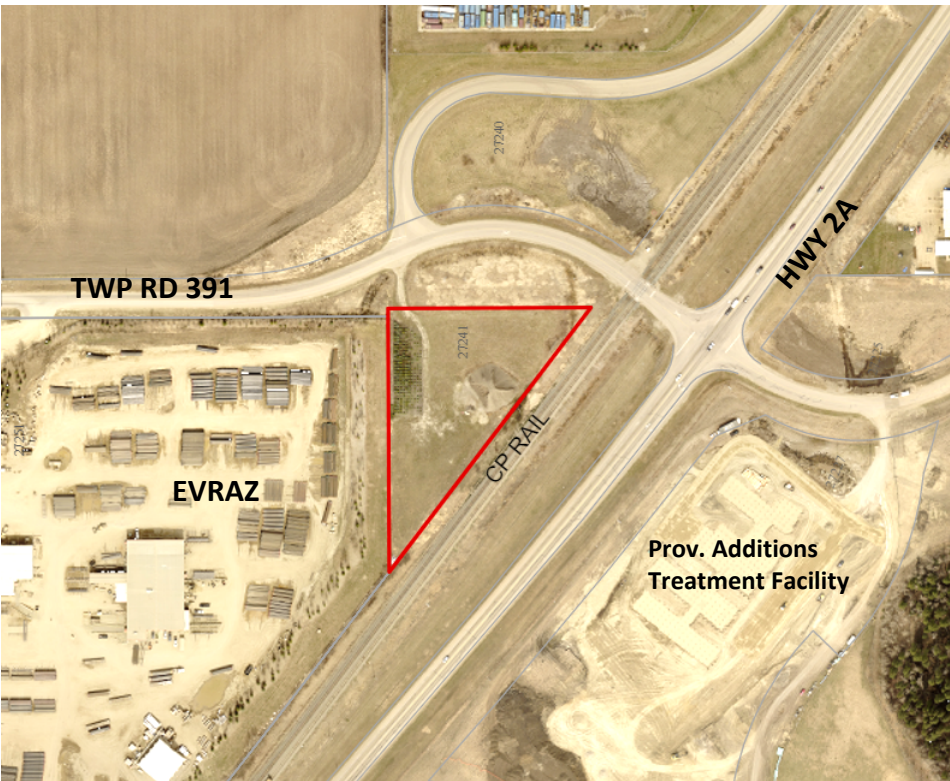 27240
HWY 2A
TWP RD 391
27241
CP RAIL
EVRAZ
Prov. Additions
Treatment Facility